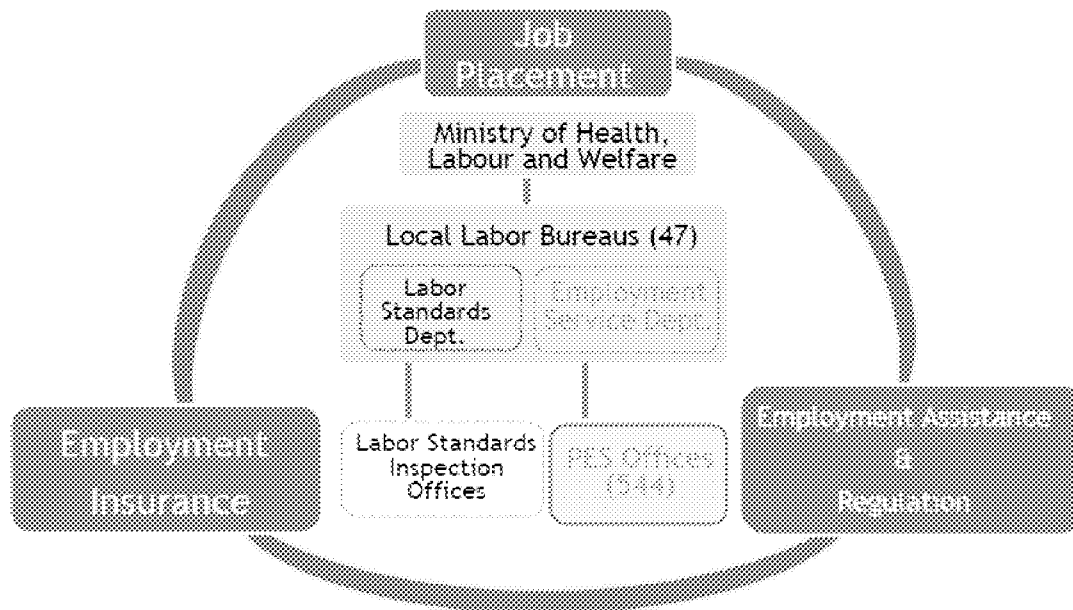 Job
Placement
Ministry of Health,
Labour and Welfare
Local Labor Bureaus (47)
Labor
Standards
Dept.
Employment
Service Dept.
Employment
Insurance
Labor Standards
Inspection
Offices
PES Offices
(544)
Employment Assistance
&
Regulation